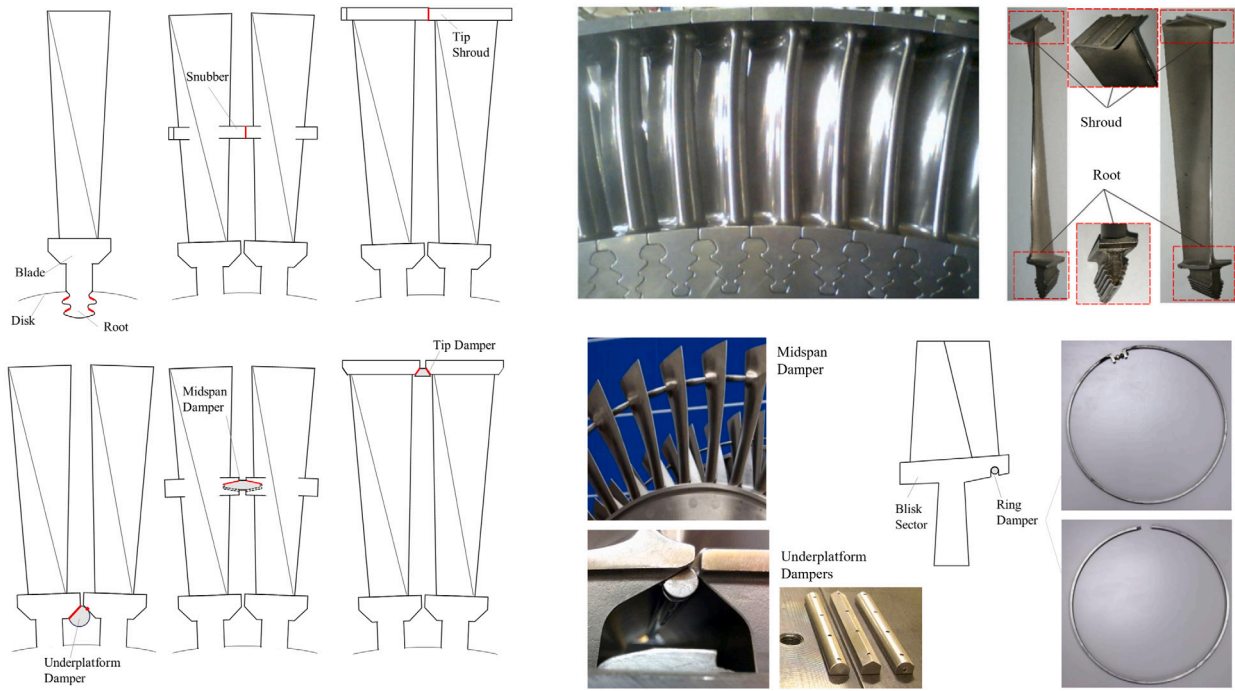 Tip
Shroud
Snubber
Blade
Disk
Root
Shroud
Root
Tip Damper
Midspan
Damper
Underplatform
Damper
Midspan
Damper
Blisk
Sector
Ring
Damper
Underplatform
Dampers